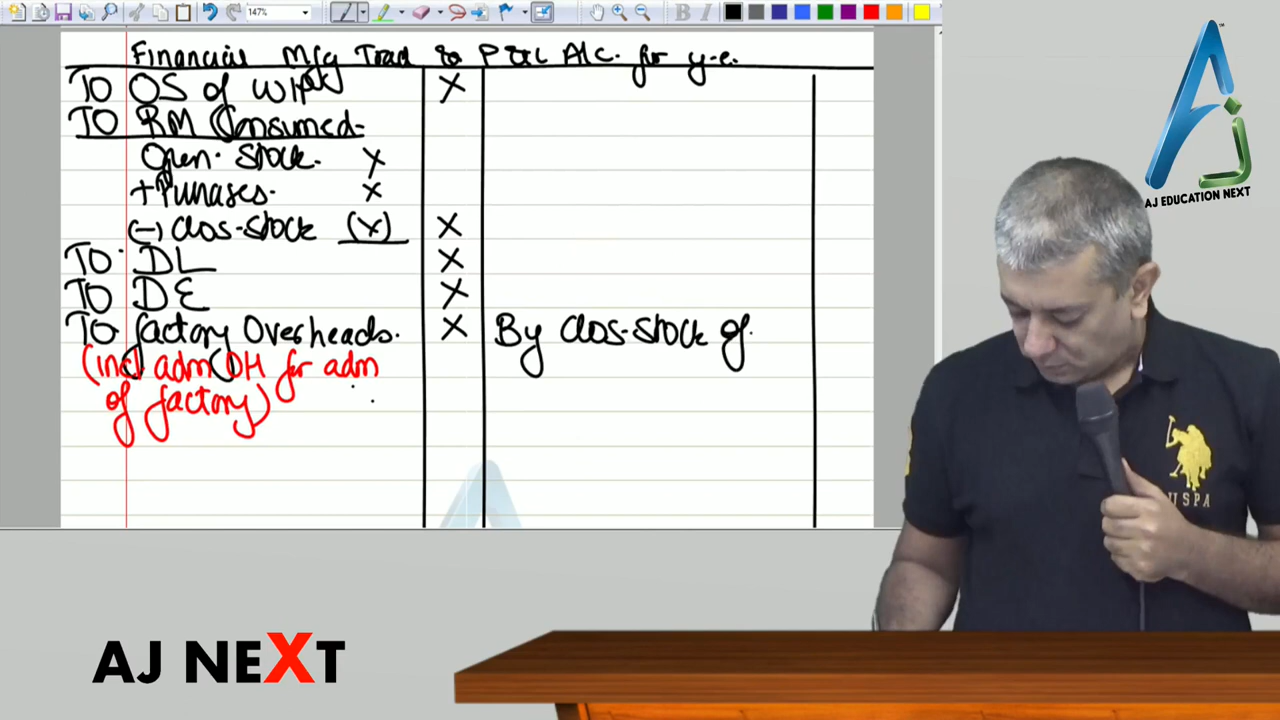 147%
B I U
Financial Mfg Trad & P&L A/c. for y.e.
To OS of WIP X
To RM Consumed
Open. Stock. X
+ Purhases. X
(-) Clos-Stock (X) X
To DL X
To DE X
To factory Overheads. X By Clos-Stock of
(incl adm OH for adm
of factory)
AJ EDUCATION NEXT
USPA
AJ NEXT